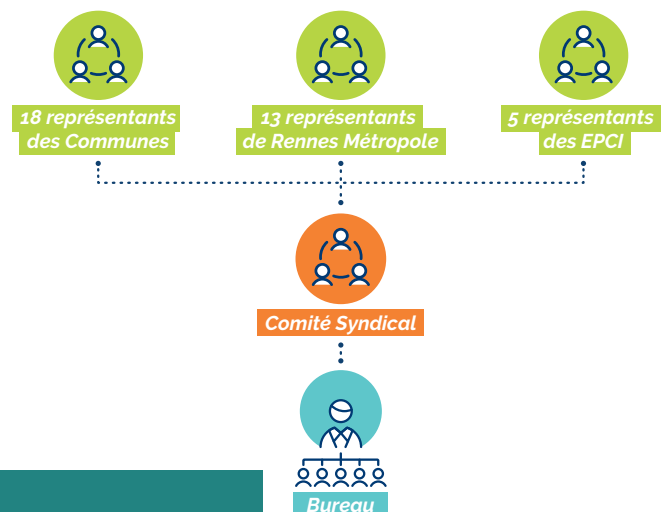 18 représentants
des Communes
13 représentants
de Rennes Métropole
5 représentants
des EPCI
Comité Syndical
Bureau